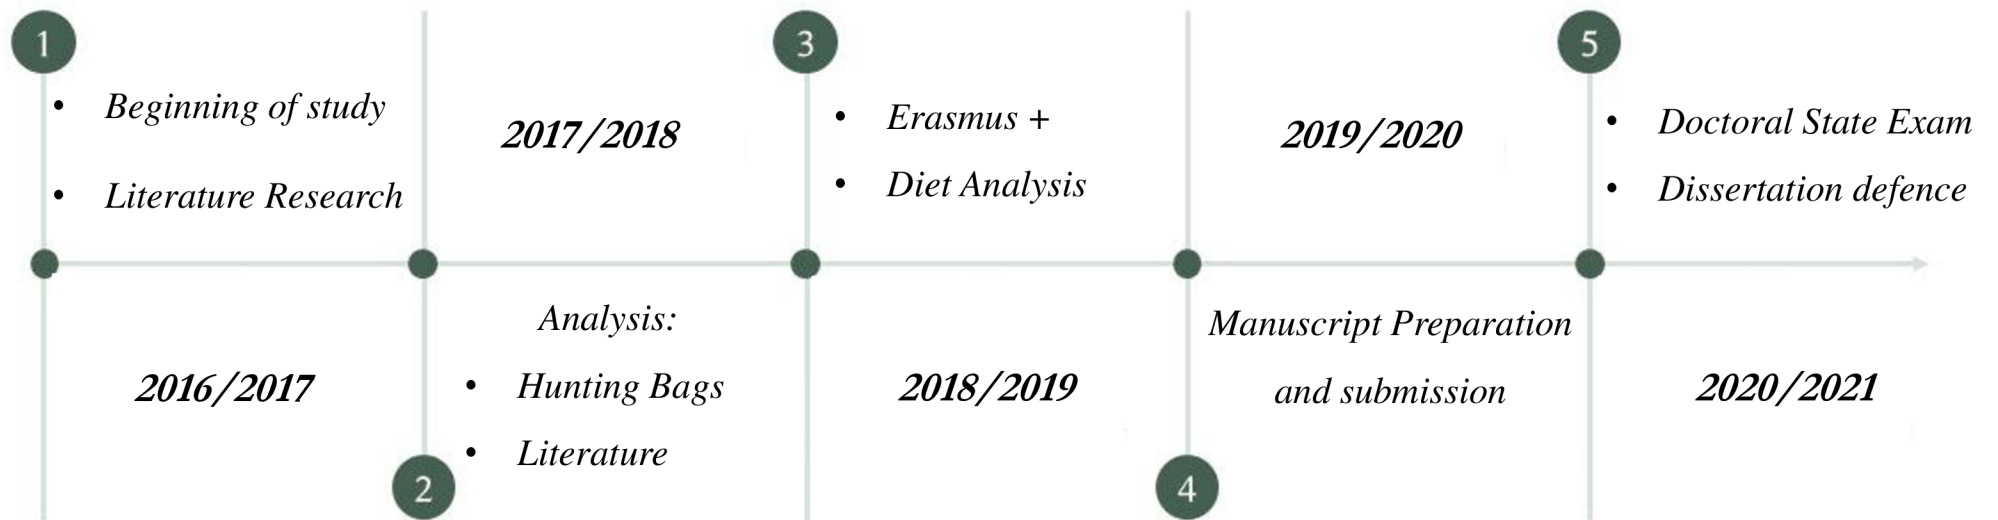 1
• Beginning of study
• Literature Research
2016/2017
2017/2018
Analysis:
• Hunting Bags
• Literature
2
3
• Erasmus +
• Diet Analysis
2018/2019
2019/2020
Manuscript Preparation
and submission
4
5
• Doctoral State Exam
• Dissertation defence
2020/2021